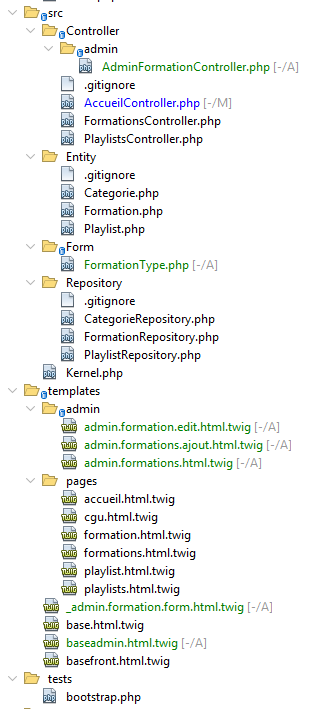 src
Controller
admin
AdminFormationController.php [-/A]
.gitignore
AccueilController.php [-/M]
FormationsController.php
PlaylistsController.php
Entity
.gitignore
Categorie.php
Formation.php
Playlist.php
Form
FormationType.php [-/A]
Repository
.gitignore
CategorieRepository.php
FormationRepository.php
PlaylistRepository.php
Kernel.php
templates
admin
admin.formation.edit.html.twig [-/A]
admin.formations.ajout.html.twig [-/A]
admin.formations.html.twig [-/A]
pages
accueil.html.twig
cgu.html.twig
formation.html.twig
formations.html.twig
playlist.html.twig
playlists.html.twig
_admin.formation.form.html.twig [-/A]
base.html.twig
baseadmin.html.twig [-/A]
basefront.html.twig
tests
bootstrap.php